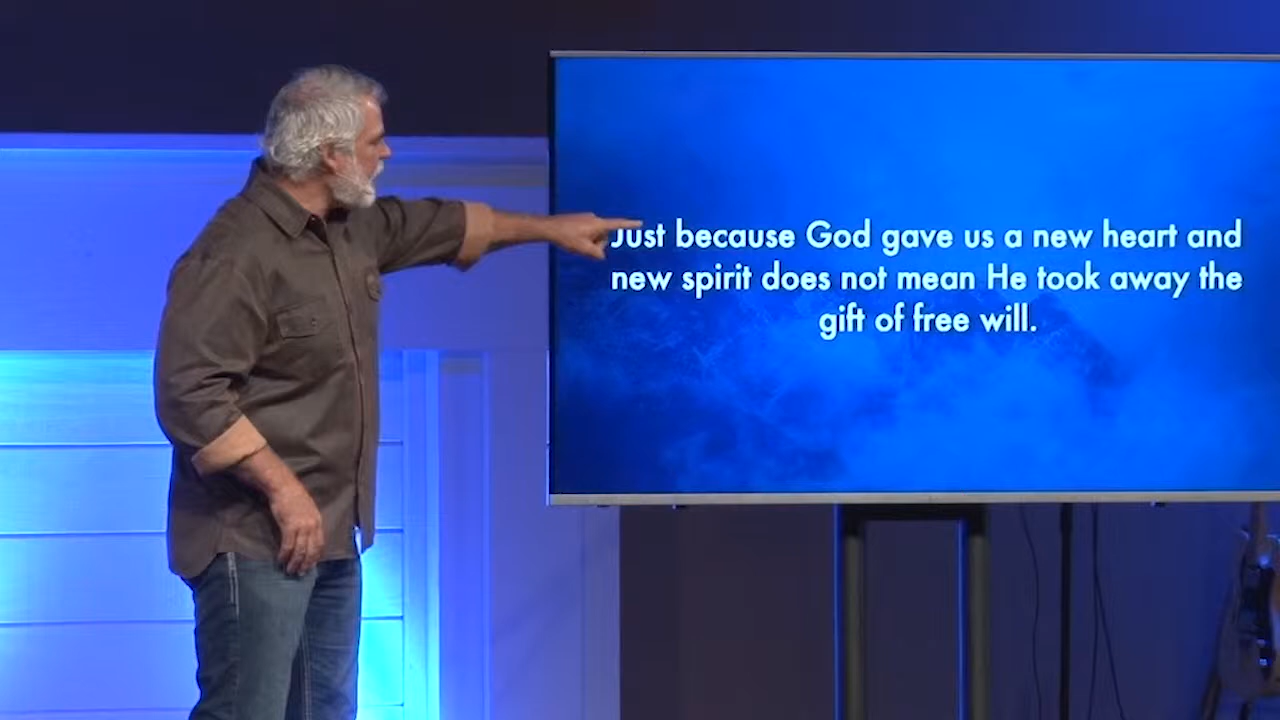 Just because God gave us a new heart and
new spirit does not mean He took away the
gift of free will.